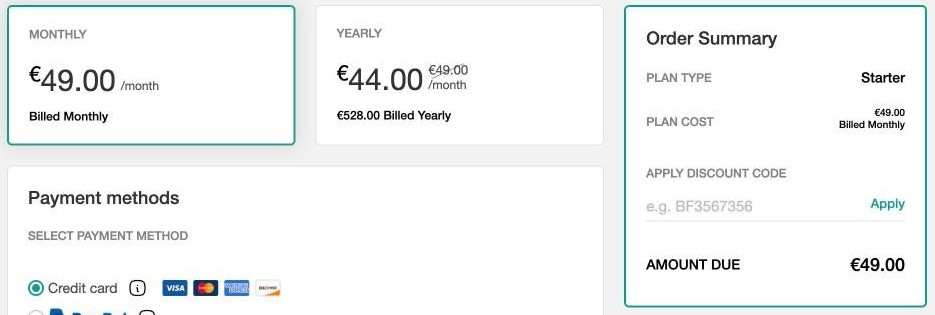 MONTHLY
€49.00 /month
Billed Monthly
YEARLY
€44.00 €49.00 /month
€528.00 Billed Yearly
Payment methods
SELECT PAYMENT METHOD
Credit card i VISA
Order Summary
PLAN TYPE Starter
PLAN COST €49.00
Billed Monthly
APPLY DISCOUNT CODE
e.g. BF3567356 Apply
AMOUNT DUE €49.00